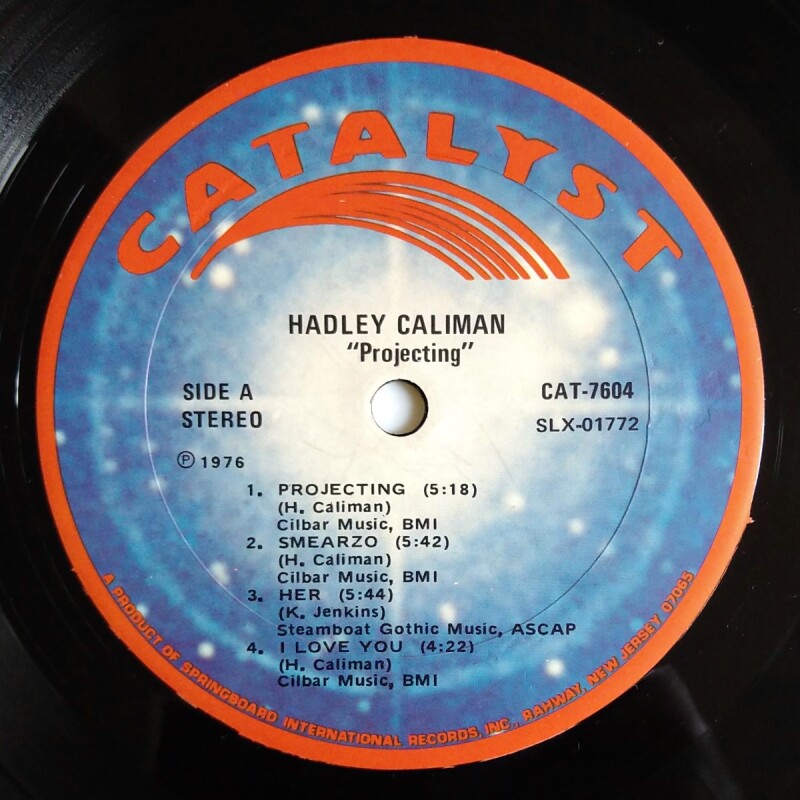 CATALYST
HADLEY CALIMAN
"Projecting"
SIDE A
STEREO
CAT-7604
SLX-01772
℗ 1976
1. PROJECTING (5:18)
(H. Caliman)
Cilbar Music, BMI
2. SMEARZO (5:42)
(H. Caliman)
Cilbar Music, BMI
3. HER (5:44)
(K. Jenkins)
Steamboat Gothic Music, ASCAP
4. I LOVE YOU (4:22)
(H. Caliman)
Cilbar Music, BMI
A PRODUCT OF SPRINGBOARD INTERNATIONAL RECORDS, INC., RAHWAY, NEW JERSEY 07065